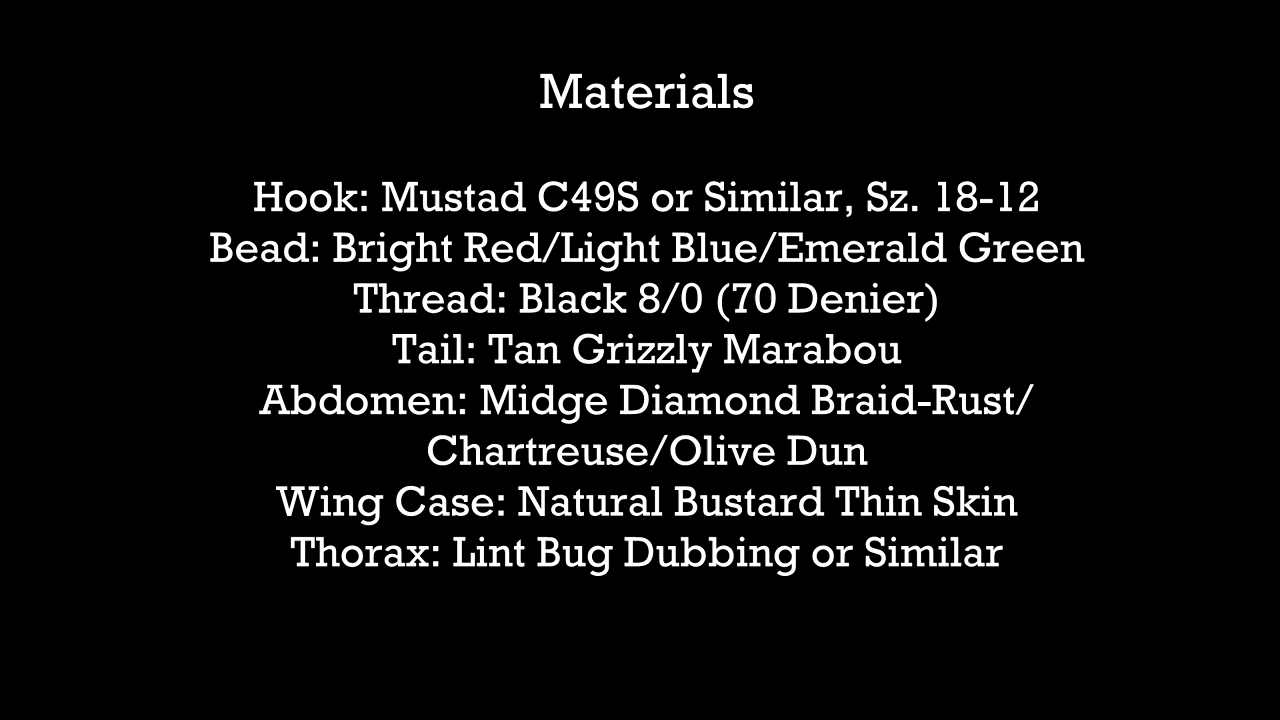 Materials
Hook: Mustad C49S or Similar, Sz. 18-12
Bead: Bright Red/Light Blue/Emerald Green
Thread: Black 8/0 (70 Denier)
Tail: Tan Grizzly Marabou
Abdomen: Midge Diamond Braid-Rust/
Chartreuse/Olive Dun
Wing Case: Natural Bustard Thin Skin
Thorax: Lint Bug Dubbing or Similar